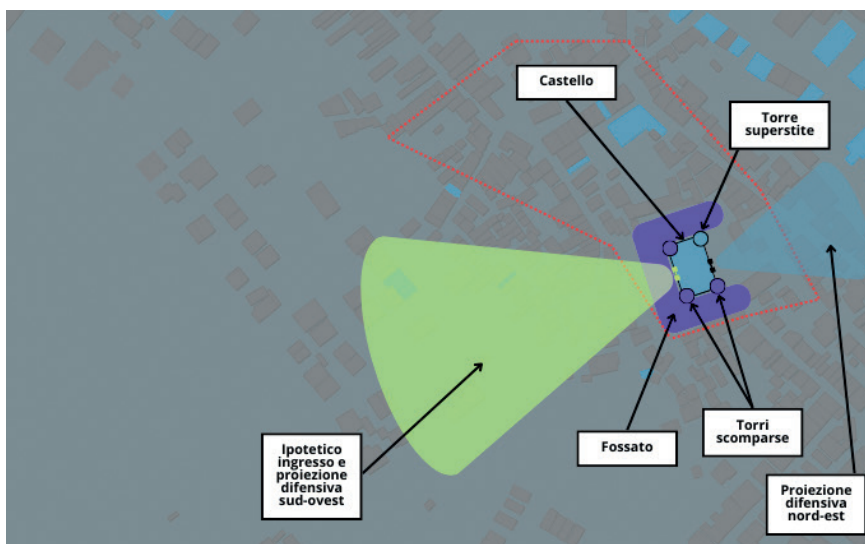 Castello
Torre
superstite
Ipotetico
ingresso e
proiezione
difensiva
sud-ovest
Fossato
Torri
scomparse
Proiezione
difensiva
nord-est